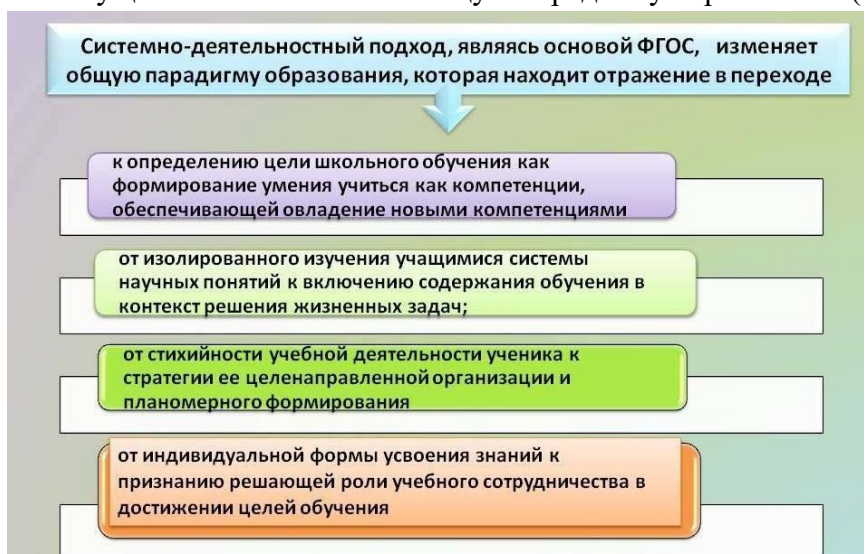 Системно-деятельностный подход, являясь основой ФГОС, изменяет
общую парадигму образования, которая находит отражение в переходе
к определению цели школьного обучения как
формирование умения учиться как компетенции,
обеспечивающей овладение новыми компетенциями
от изолированного изучения учащимися системы
научных понятий к включению содержания обучения в
контекст решения жизненных задач;
от стихийности учебной деятельности ученика к
стратегии ее целенаправленной организации и
планомерного формирования
от индивидуальной формы усвоения знаний к
признанию решающей роли учебного сотрудничества в
достижении целей обучения